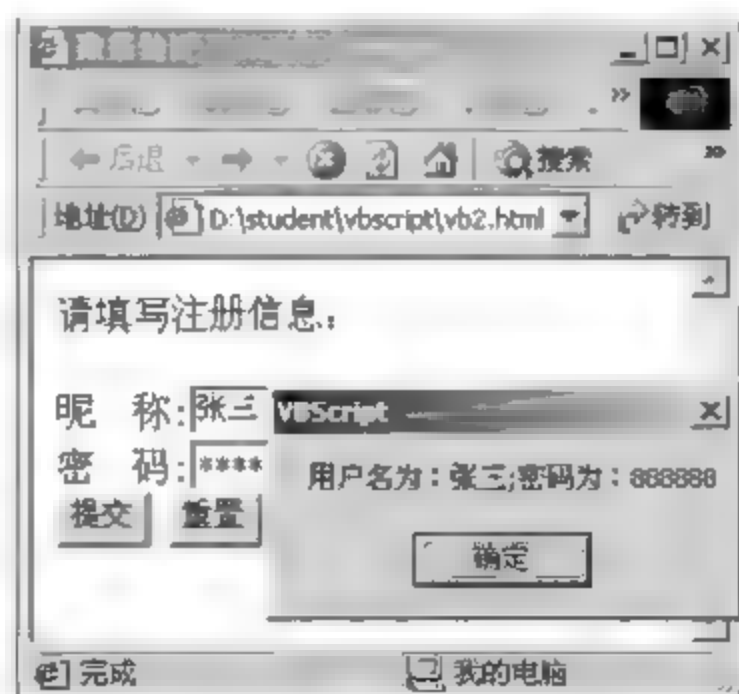 后退
搜索
»
地址(D) D:\student\vbscript\vb2.html 转到
请填写注册信息:
昵 称:张三
密 码:****
提交 重置
VBScript
用户名为:张三;密码为:888888
确定
完成 我的电脑